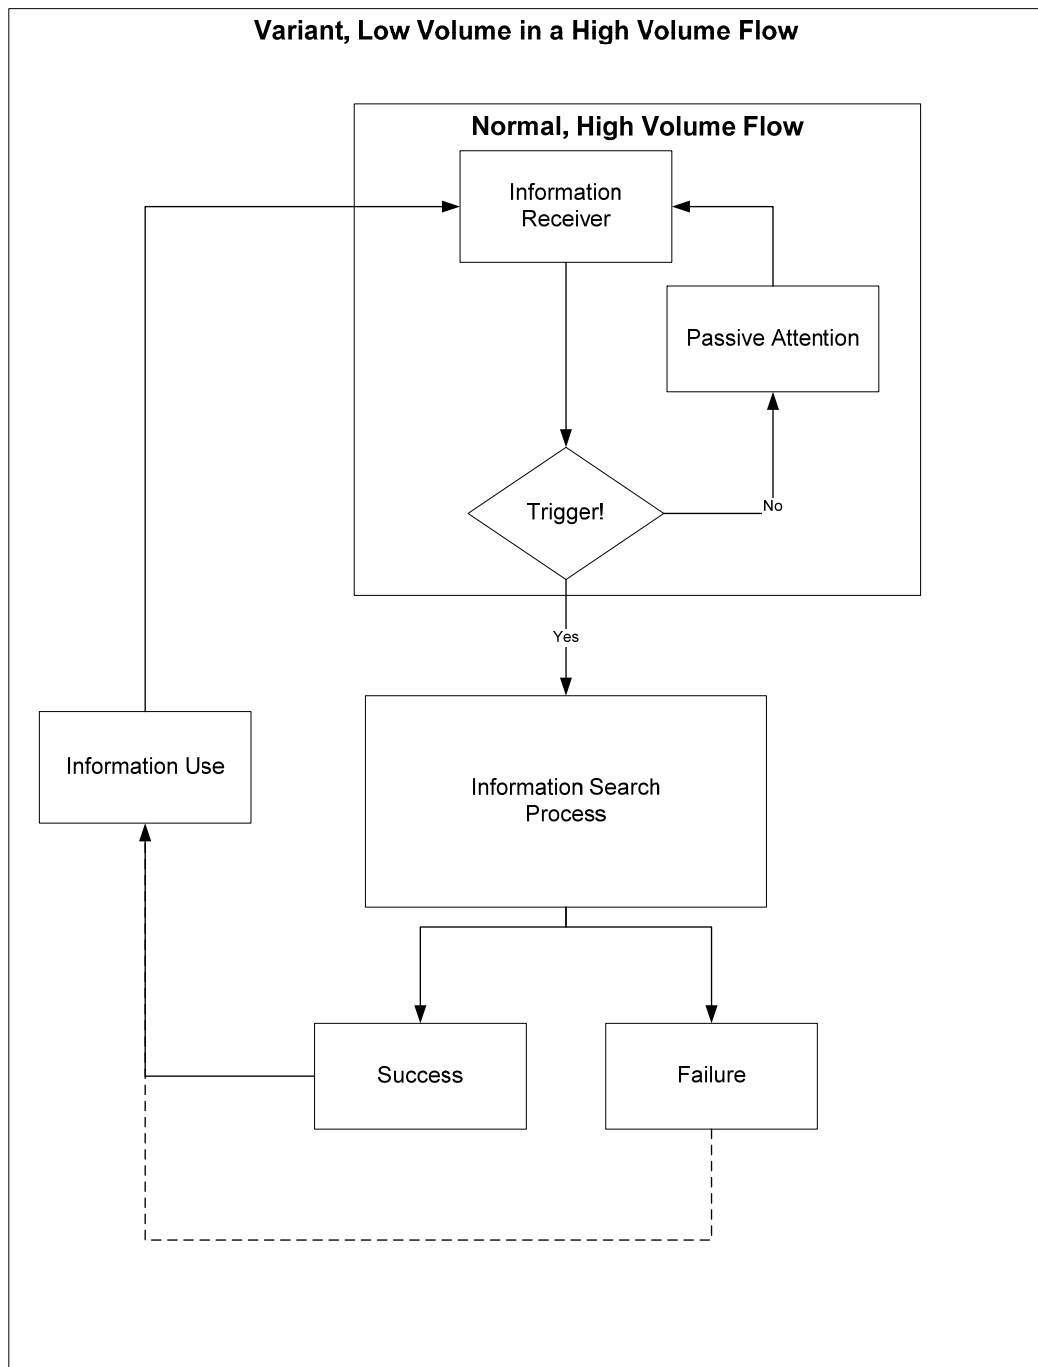 Variant, Low Volume in a High Volume Flow
Normal, High Volume Flow
Information
Receiver
Passive Attention
Trigger!
No
Yes
Information Use
Information Search
Process
Success
Failure